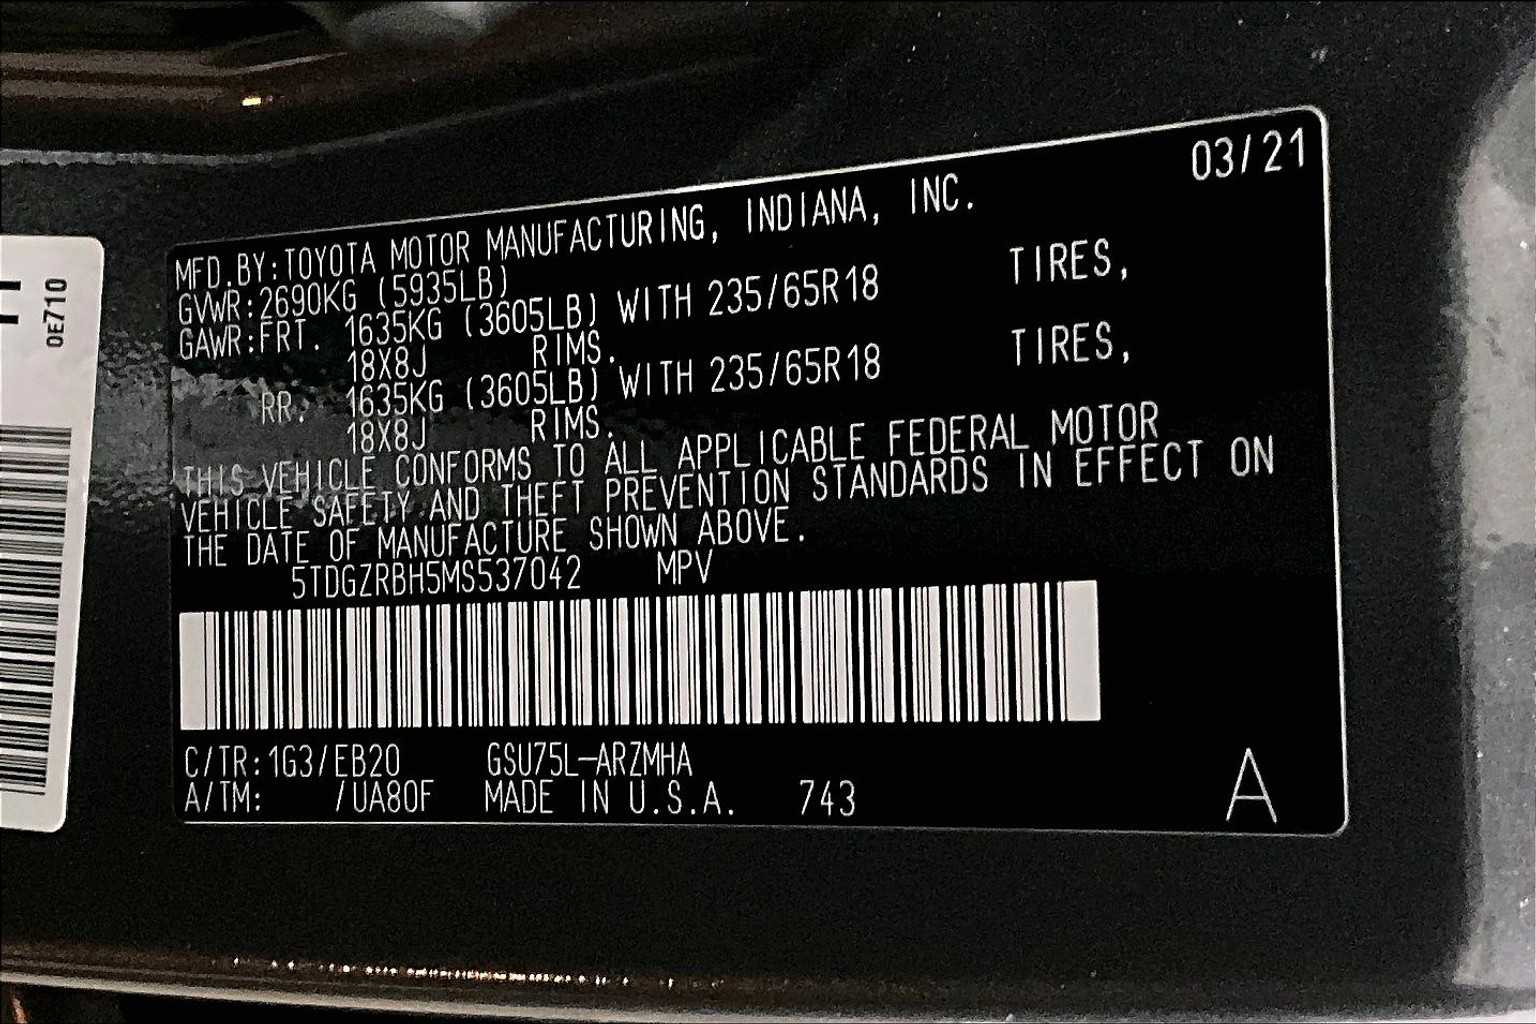 03/21
MFD.BY:TOYOTA MOTOR MANUFACTURING, INDIANA, INC.
GVWR:2690KG (5935LB)
GAWR:FRT. 1635KG (3605LB) WITH 235/65R18 TIRES,
18X8J RIMS.
RR. 1635KG (3605LB) WITH 235/65R18 TIRES,
18X8J RIMS.
THIS VEHICLE CONFORMS TO ALL APPLICABLE FEDERAL MOTOR
VEHICLE SAFETY AND THEFT PREVENTION STANDARDS IN EFFECT ON
THE DATE OF MANUFACTURE SHOWN ABOVE.
5TDGZRBH5MS537042 MPV
C/TR:1G3/EB20 GSU75L-ARZMHA
A/TM: /UA80F MADE IN U.S.A. 743
A
0E710